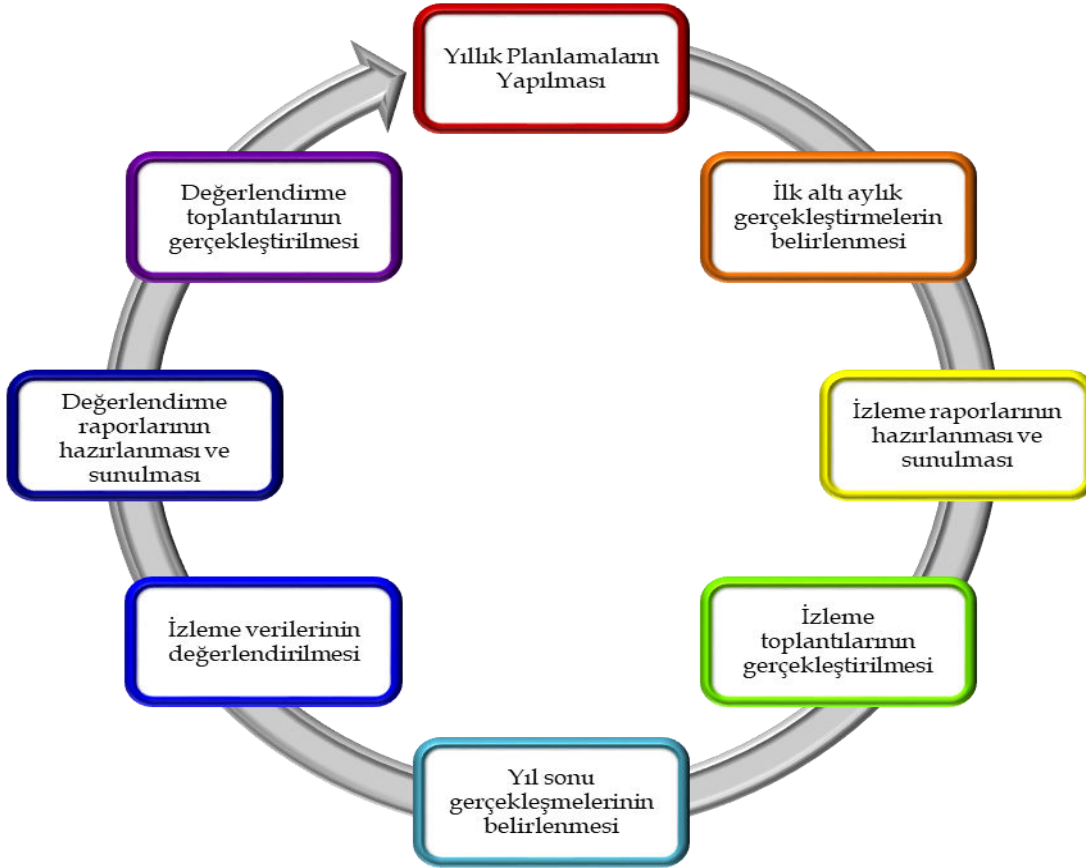 Yıllık Planlamaların
Yapılması
İlk altı aylık
gerçekleştirmelerin
belirlenmesi
İzleme raporlarının
hazırlanması ve
sunulması
İzleme
toplantılarının
gerçekleştirilmesi
Yıl sonu
gerçekleşmelerinin
belirlenmesi
İzleme verilerinin
değerlendirilmesi
Değerlendirme
raporlarının
hazırlanması ve
sunulması
Değerlendirme
toplantılarının
gerçekleştirilmesi